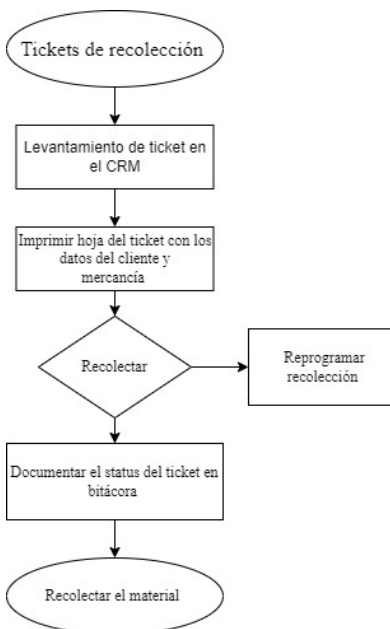 Tickets de recolección
Levantamiento de ticket en
el CRM
Imprimir hoja del ticket con los
datos del cliente y
mercancía
Recolectar
Reprogramar
recolección
Documentar el status del ticket en
bitácora
Recolectar el material